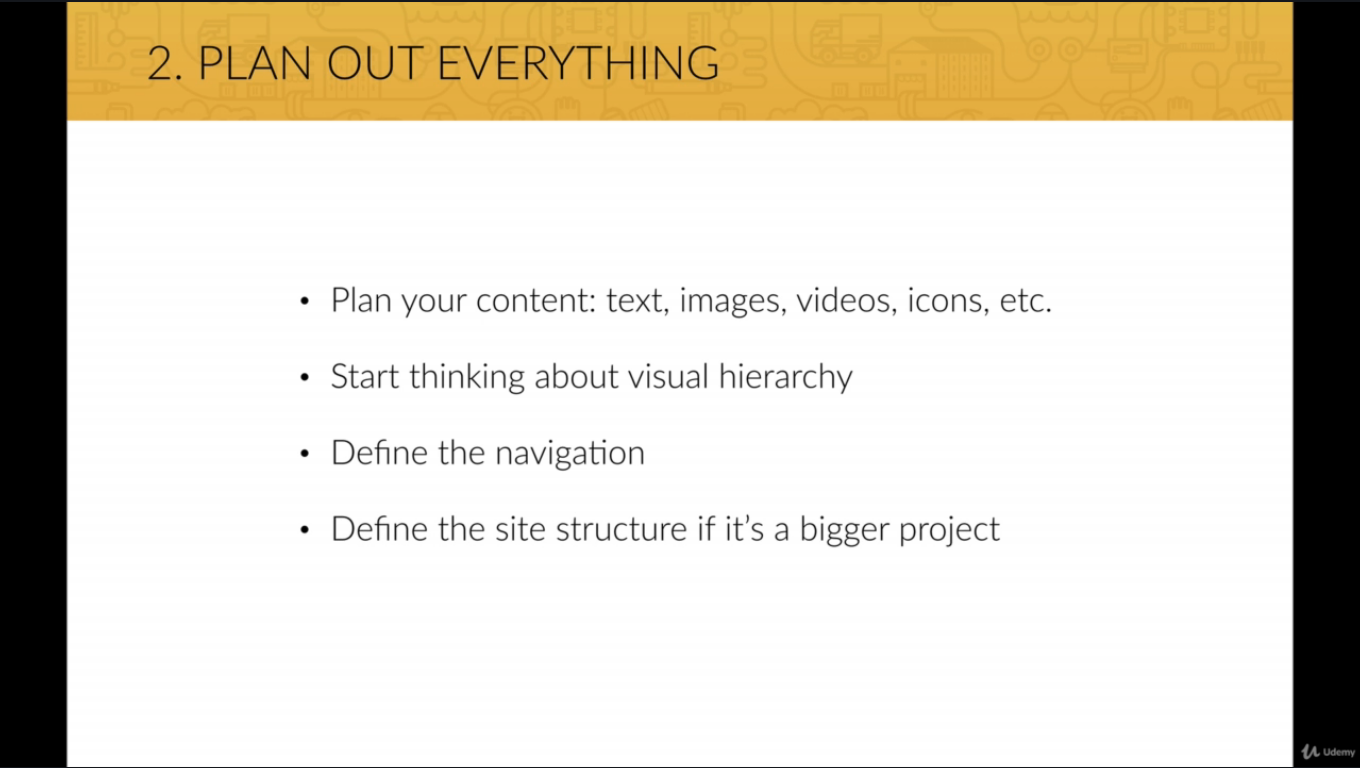 2. PLAN OUT EVERYTHING
• Plan your content: text, images, videos, icons, etc.
• Start thinking about visual hierarchy
• Define the navigation
• Define the site structure if it’s a bigger project
Udemy